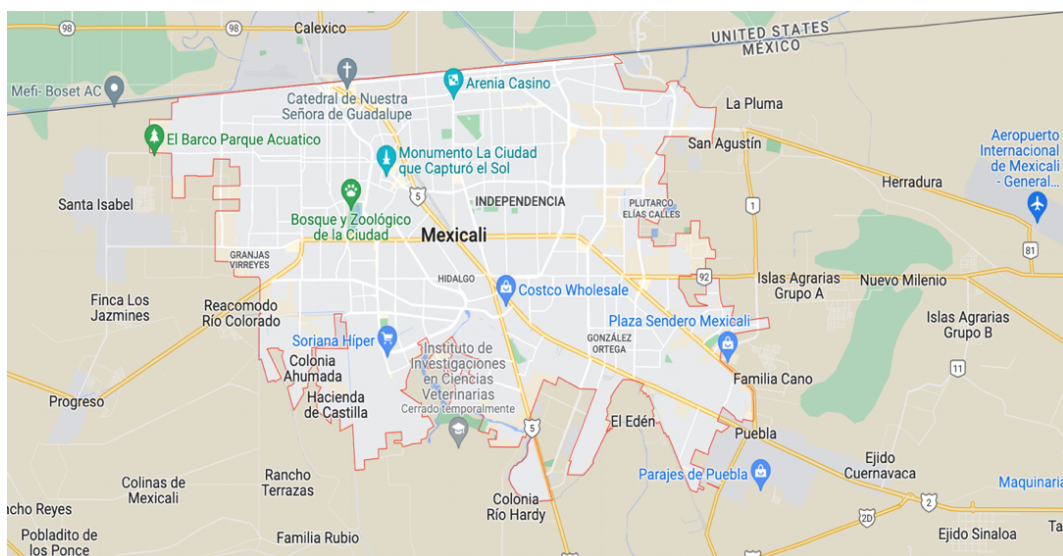 98
98
Calexico
UNITED STATES
MÉXICO
Mefi- Boset AC
Catedral de Nuestra
Señora de Guadalupe
Arenia Casino
La Pluma
El Barco Parque Acuatico
San Agustín
Aeropuerto
Internacional
de Mexicali
- General...
Monumento La Ciudad
que Capturó el Sol
Herradura
Santa Isabel
5
INDEPENDENCIA
PLUTARCO
ELÍAS CALLES
1
Bosque y Zoológico
de la Ciudad
Mexicali
81
GRANJAS
VIRREYES
HIDALGO
92
Islas Agrarias
Grupo A
Nuevo Milenio
Costco Wholesale
Finca Los
Jazmines
Reacomodo
Río Colorado
Islas Agrarias
Grupo B
Plaza Sendero Mexicali
Soriana Híper
GONZÁLEZ
ORTEGA
Instituto de
Investigaciones
en Ciencias
Veterinarias
Cerrado temporalmente
Colonia
Ahumada
11
Familia Cano
Hacienda
de Castilla
Progreso
5
El Edén
Puebla
Ejido
Cuernavaca
Rancho
Terrazas
Parajes de Puebla
Colinas de
Mexicali
Maquinaria
Colonia
Río Hardy
2
ncho Reyes
2D
Familia Rubio
Pobladito de
los Ponce
Ejido Sinaloa
Ta